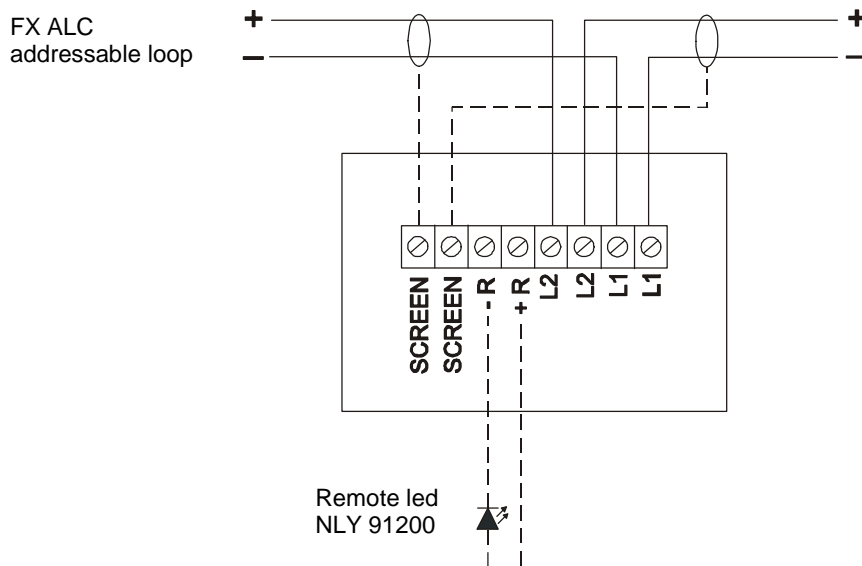 FX ALC
addressable loop
+
−
+
−
SCREEN
SCREEN
- R
+ R
L2
L2
L1
L1
Remote led
NLY 91200